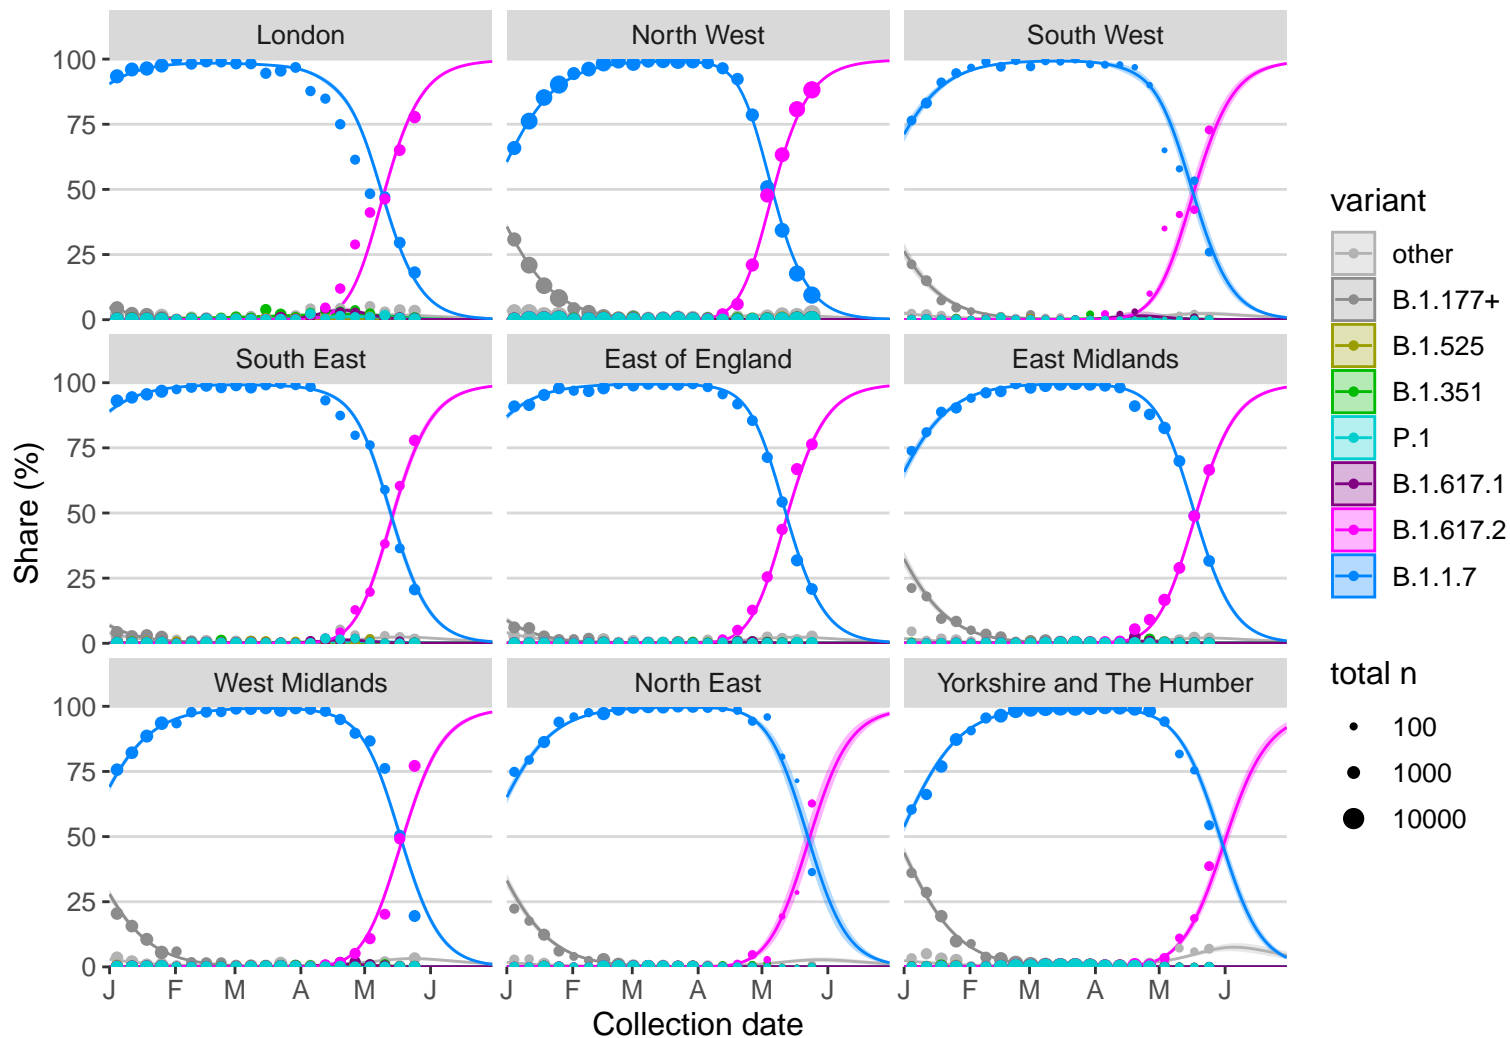 London
North West
South West
100
75
50
25
0
South East
East of England
East Midlands
100
75
50
25
0
West Midlands
North East
Yorkshire and The Humber
100
75
50
25
0
J F M A M J
J F M A M J
J F M A M J
Share (%)
Collection date
variant
other
B.1.177+
B.1.525
B.1.351
P.1
B.1.617.1
B.1.617.2
B.1.1.7
total n
100
1000
10000